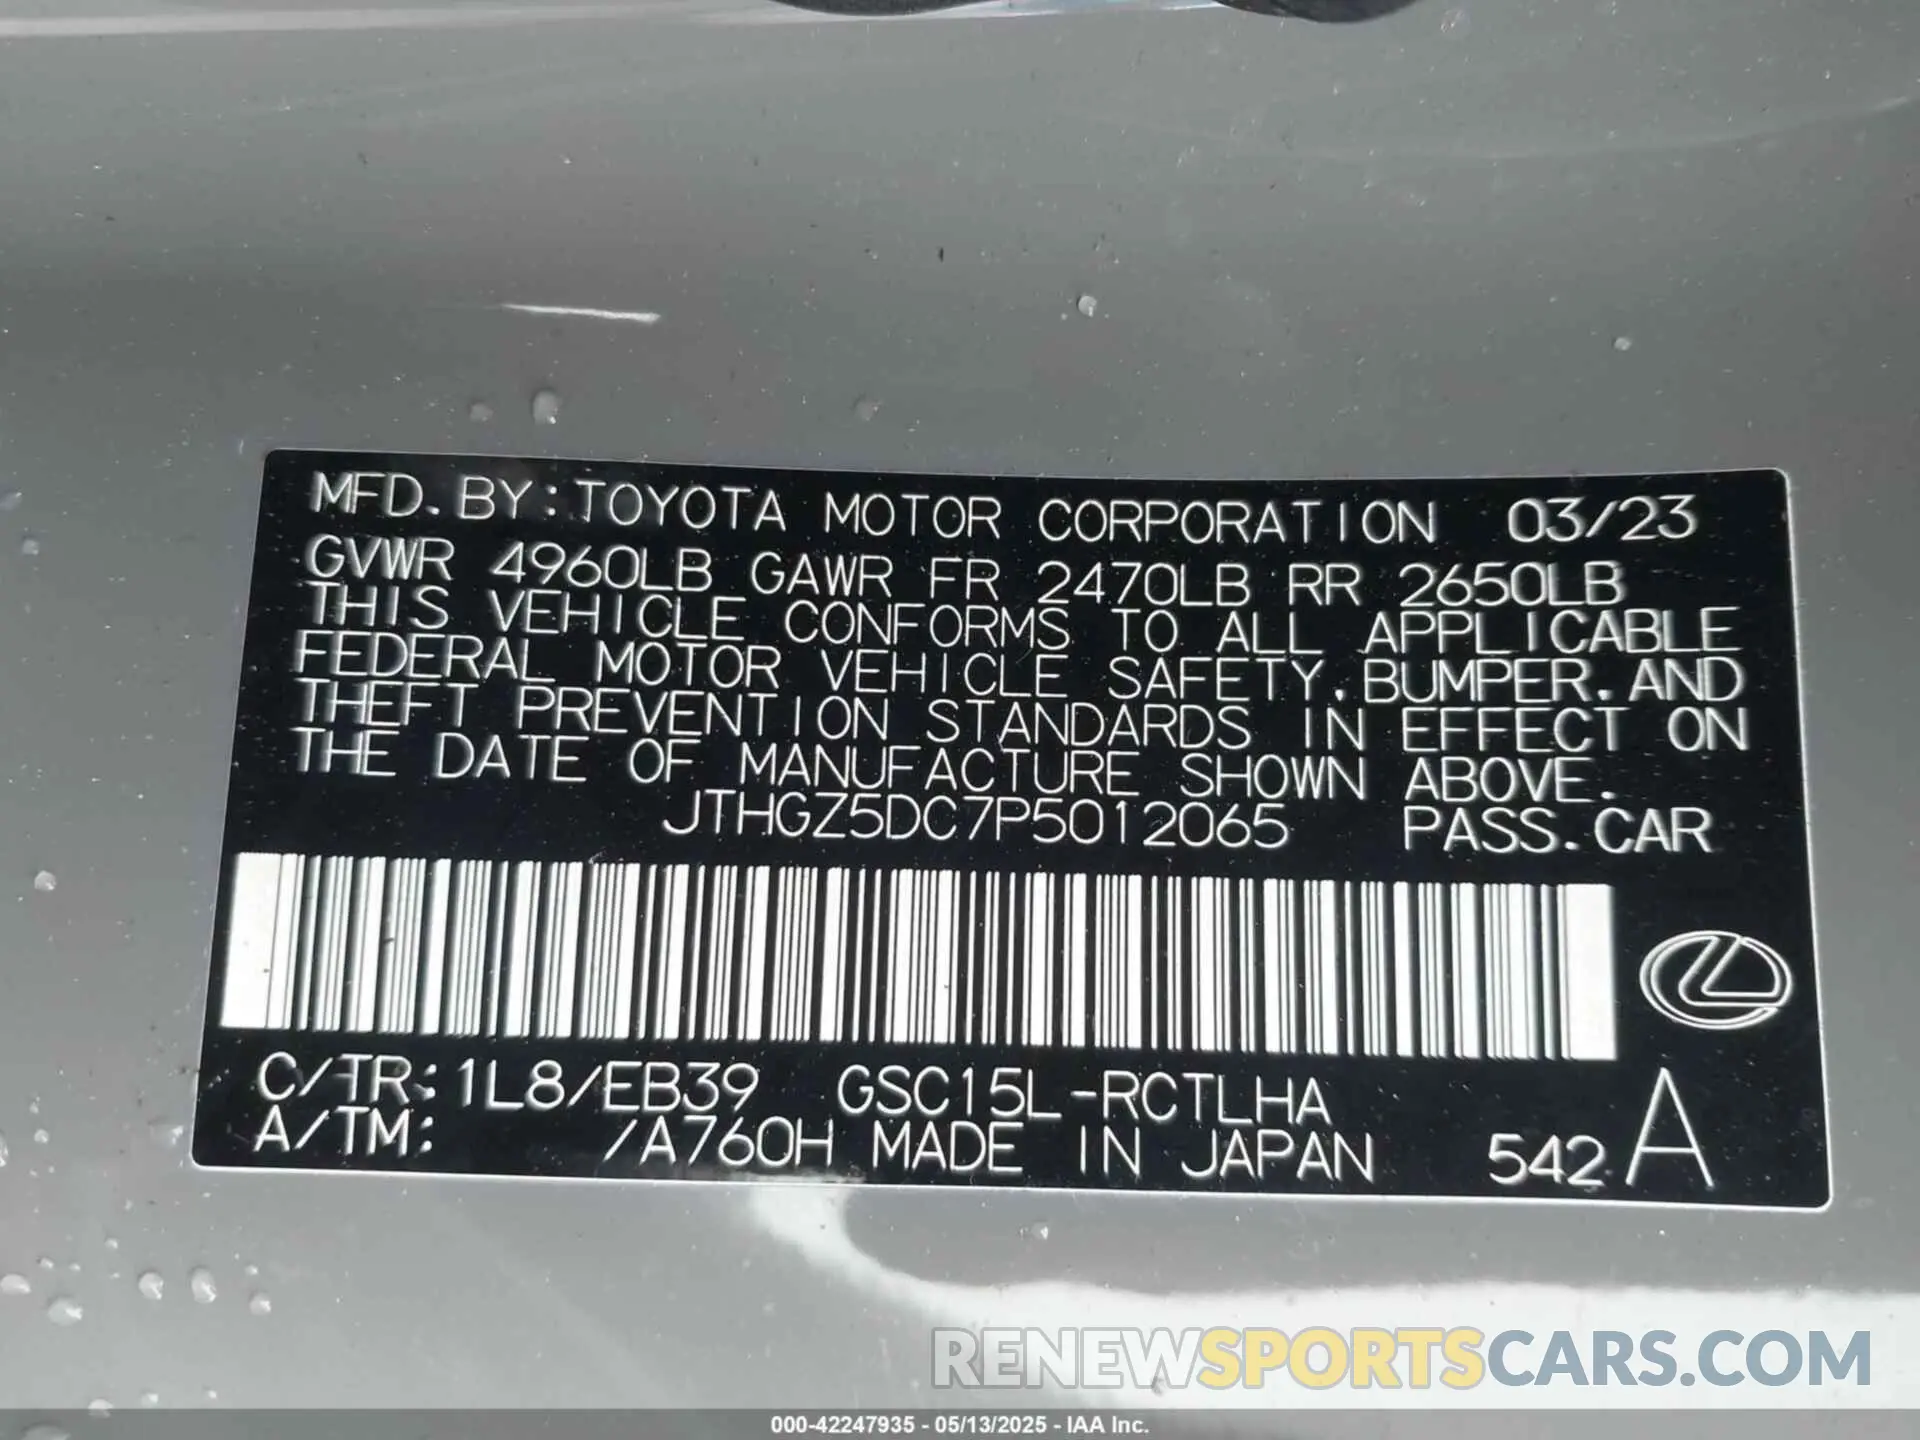 MFD. BY: TOYOTA MOTOR CORPORATION 03/23
GVWR 4960LB GAWR FR 2470LB RR 2650LB
THIS VEHICLE CONFORMS TO ALL APPLICABLE
FEDERAL MOTOR VEHICLE SAFETY, BUMPER, AND
THEFT PREVENTION STANDARDS IN EFFECT ON
THE DATE OF MANUFACTURE SHOWN ABOVE.
JTHGZ5DC7P5012065 PASS. CAR
C/TR: 1L8/EB39 GSC15L-RCTLHA
A/TM: /A760H MADE IN JAPAN 542 A
RENEWSPORTSCARS.COM
000-42247935 - 05/13/2025 - IAA Inc.